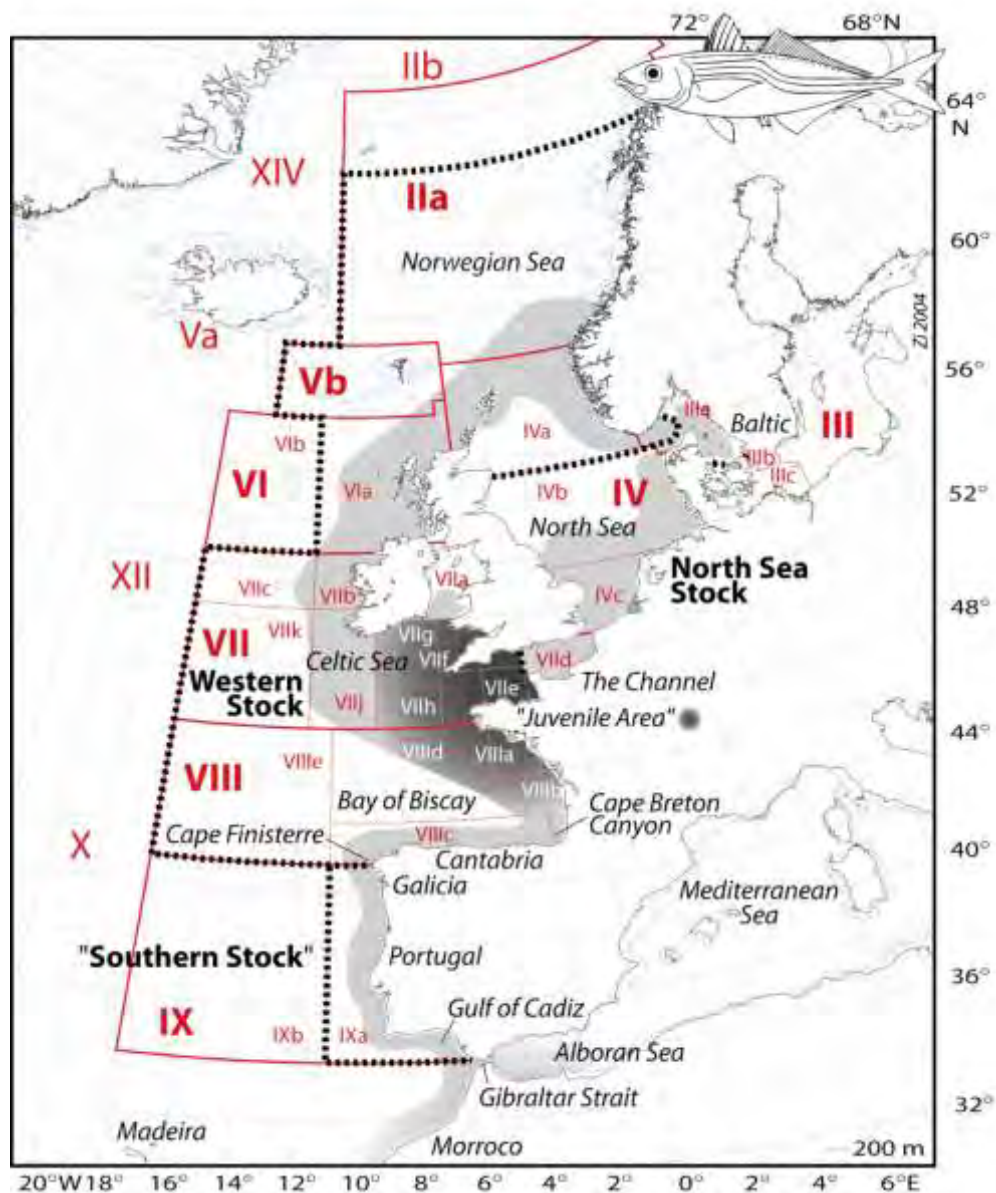 72°
68°N
IIb
64°
N
XIV
IIa
60°
Norwegian Sea
Zi 2004
Va
56°
Vb
IIIa
Baltic
III
IVa
VIb
IIIb
IIIc
VI
VIa
IVb
IV
52°
North Sea
XII
VIIc
VIIb
VIIa
North Sea
Stock
IVc
48°
VIIk
VIIg
VII
Celtic Sea
VIIf
VIId
Western
Stock
VIIj
VIIh
VIIe
The Channel
"Juvenile Area"
44°
VIIIe
VIIId
VIIIa
VIII
VIIIb
Bay of Biscay
Cape Breton
Canyon
X
Cape Finisterre
VIIIc
Cantabria
40°
Galicia
Mediterranean
Sea
"Southern Stock"
Portugal
36°
IX
IXb
IXa
Gulf of Cadiz
Alboran Sea
Gibraltar Strait
32°
Madeira
Morroco
200 m
20°W 18° 16° 14° 12° 10° 8° 6° 4° 2° 0° 2° 4° 6°E